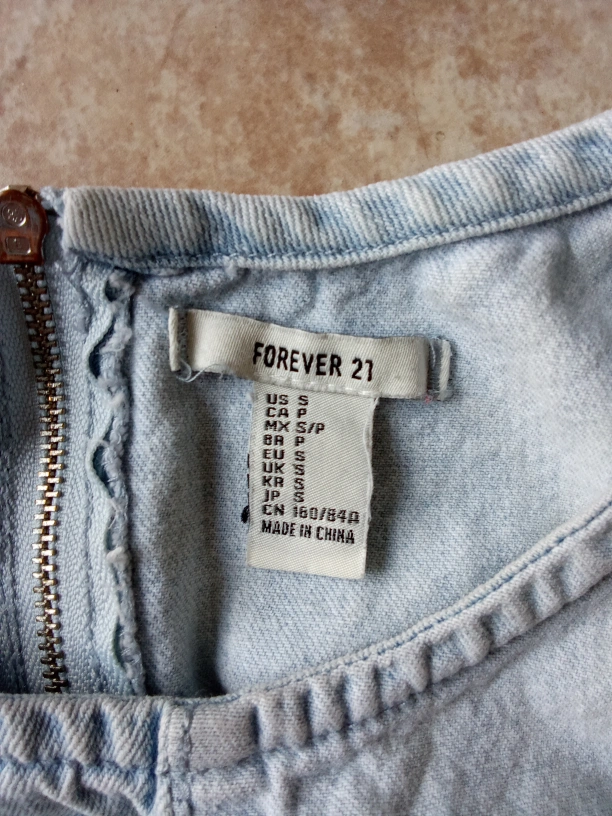 FOREVER 21
US S
CA P
MX S/P
BR P
EU S
UK S
KR S
JP S
CN 160/84A
MADE IN CHINA